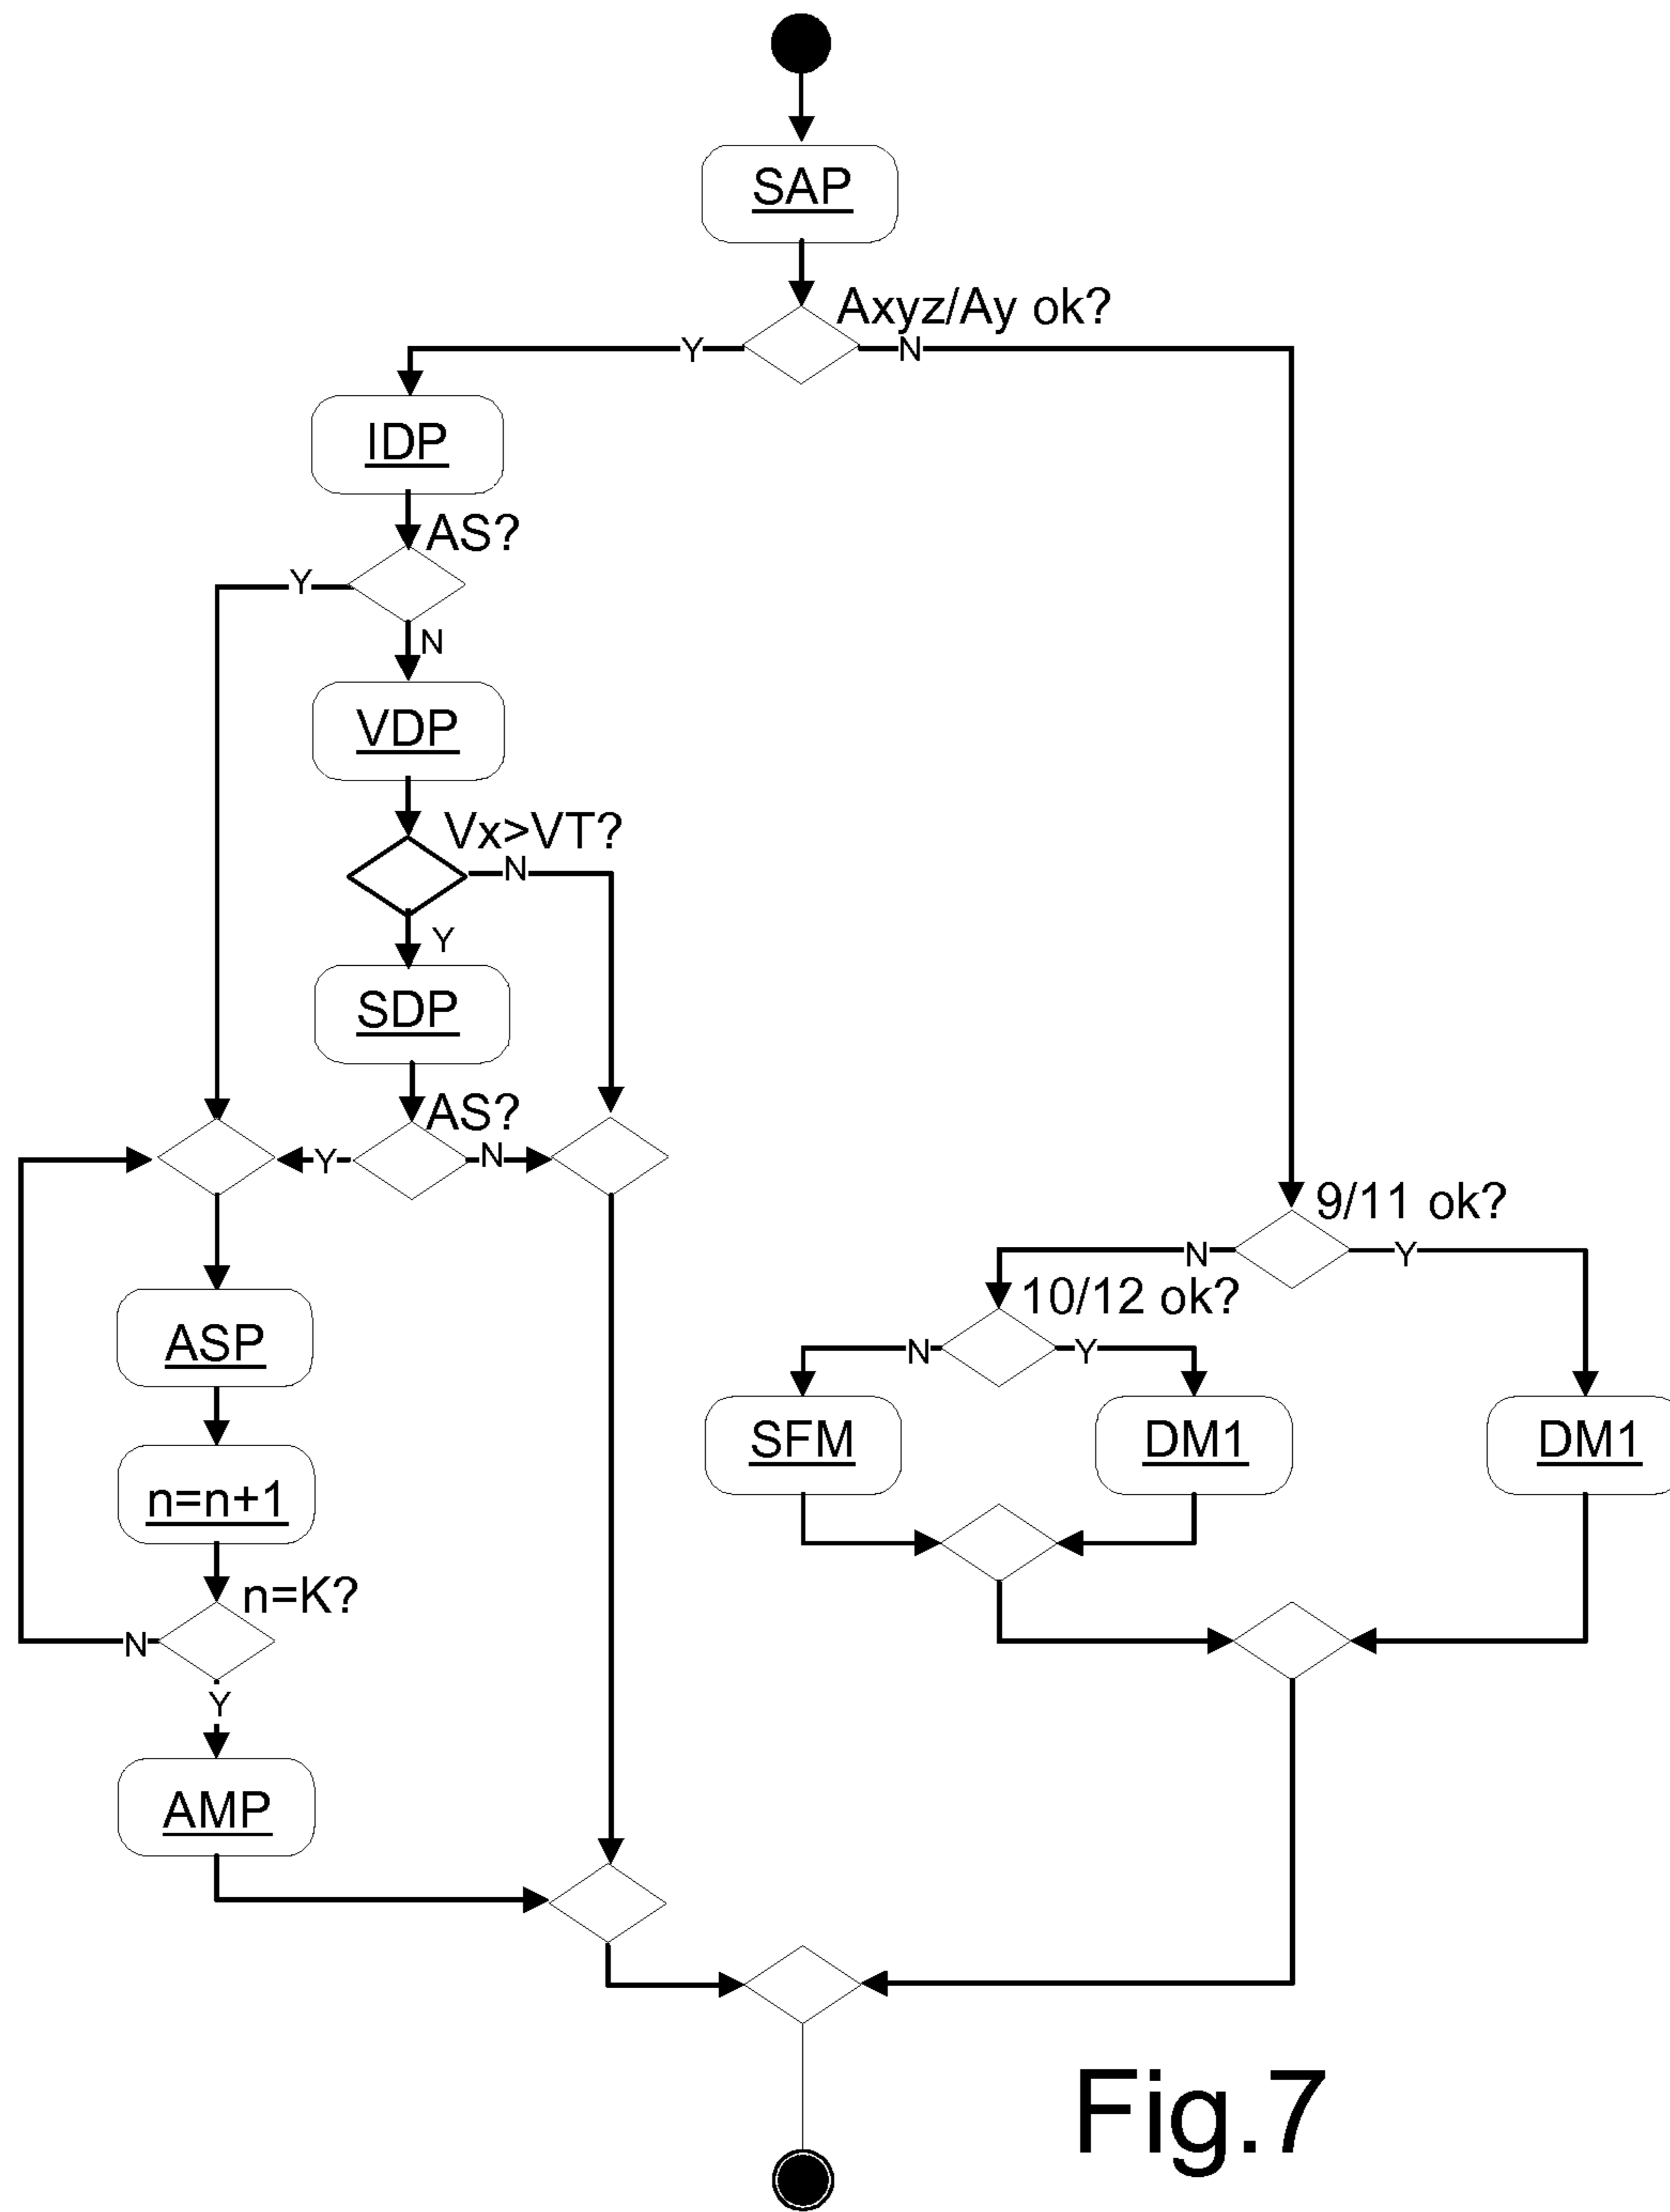 SAP
Axyz/Ay ok?
Y
N
IDP
AS?
Y
N
VDP
Vx>VT?
N
Y
SDP
AS?
Y
N
9/11 ok?
N
Y
10/12 ok?
N
Y
ASP
SFM
DM1
DM1
n=n+1
n=K?
N
Y
AMP
Fig.7